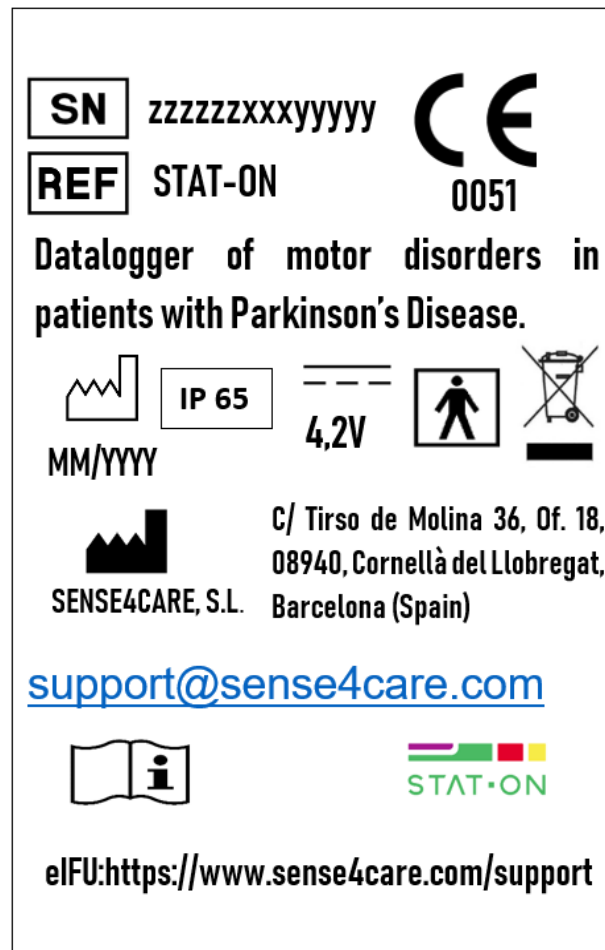 SN zzzzzzxxxyyyyy
CE
REF STAT-ON
0051
Datalogger of motor disorders in
patients with Parkinson's Disease.
IP 65
4,2V
MM/YYYY
C/ Tirso de Molina 36, Of. 18,
08940, Cornellà del Llobregat,
SENSE4CARE, S.L. Barcelona (Spain)
support@sense4care.com
i
STAT·ON
eIFU:https://www.sense4care.com/support